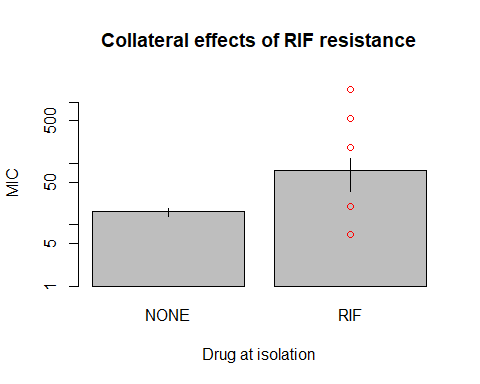 Collateral effects of RIF resistance
MIC
500
50
5
1
NONE
RIF
Drug at isolation